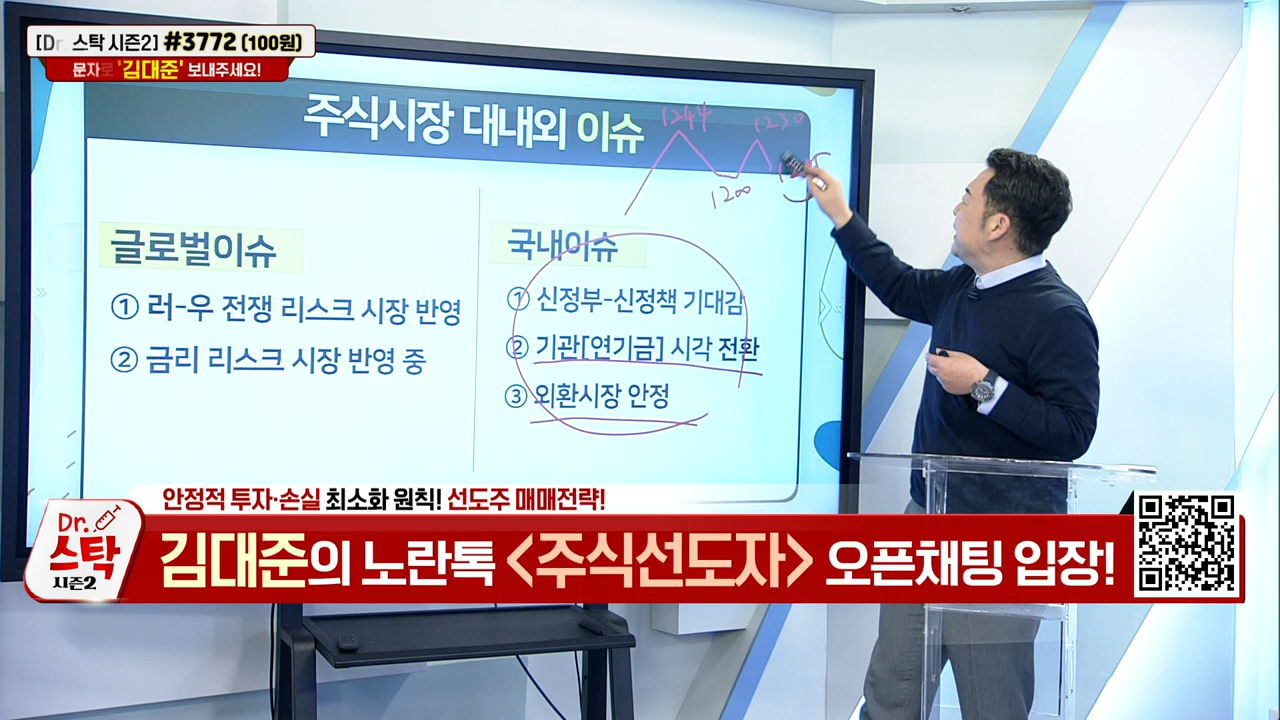 [Dr. 스탁 시즌2] #3772 (100원)
문자로 '김대준' 보내주세요!
주식시장 대내외 이슈
1244
1230
1200
글로벌이슈
① 러-우 전쟁 리스크 시장 반영
② 금리 리스크 시장 반영 중
국내이슈
① 신정부-신정책 기대감
② 기관[연기금] 시각 전환
③ 외환시장 안정
안정적 투자·손실 최소화 원칙! 선도주 매매전략!
Dr.
스탁
시즌2
김대준의 노란톡 <주식선도자> 오픈채팅 입장!